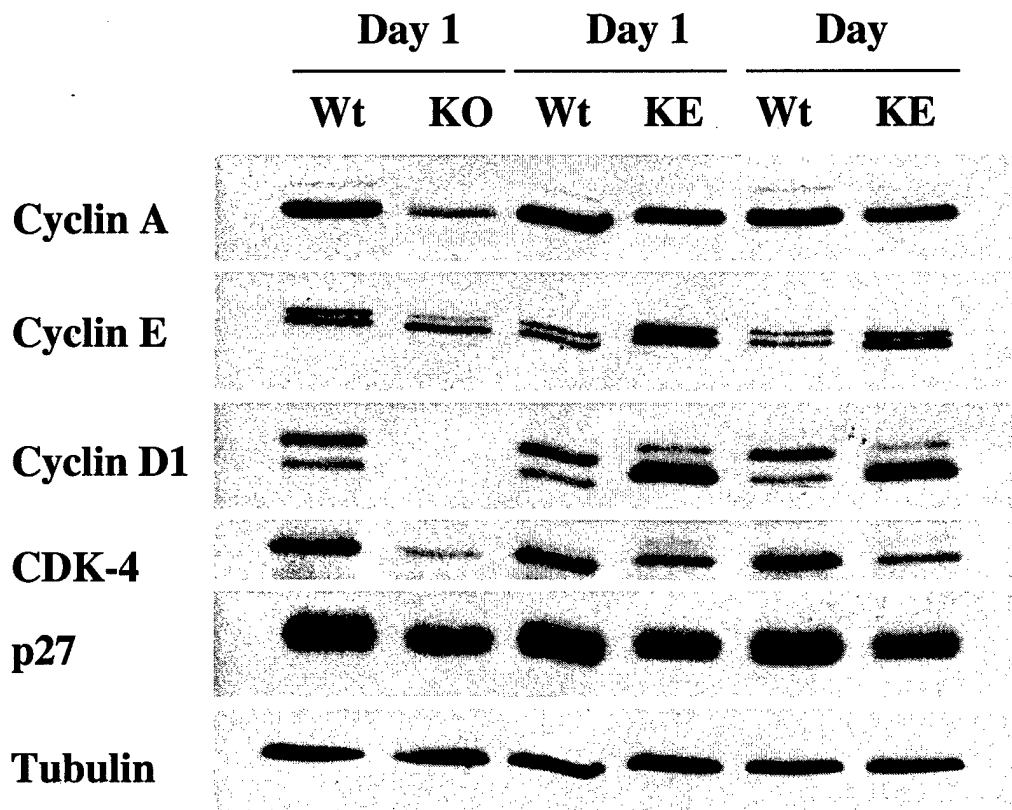 Day 1 Day 1 Day
Wt KO Wt KE Wt KE
Cyclin A
Cyclin E
Cyclin D1
CDK-4
p27
Tubulin